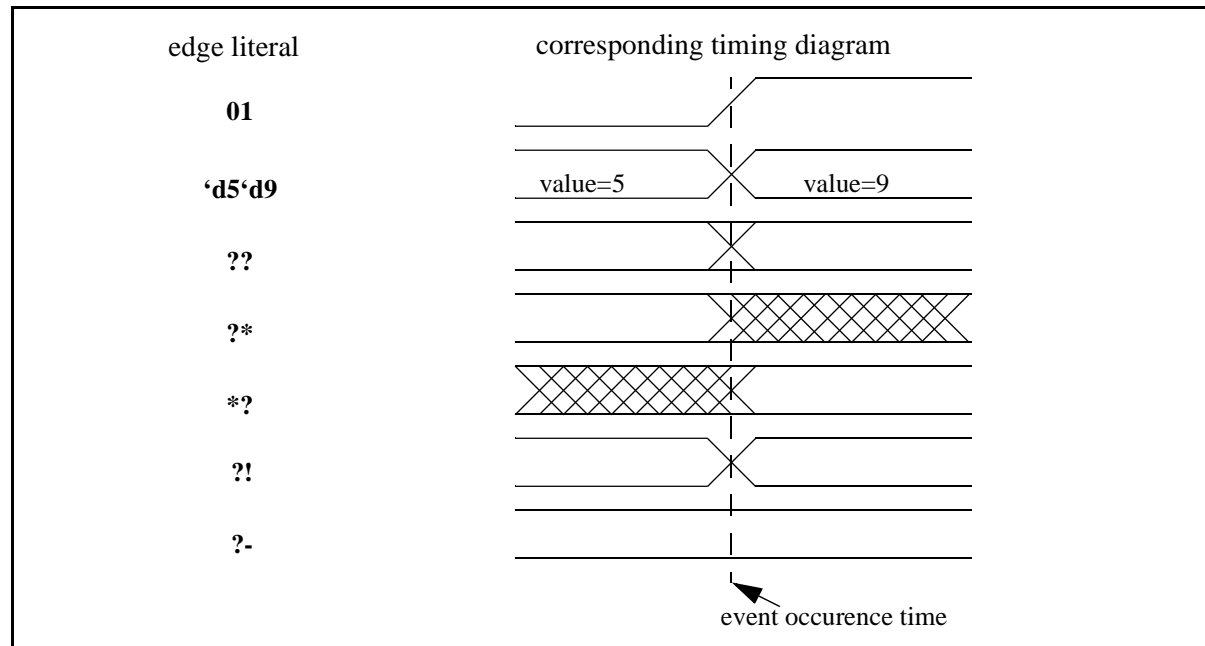 edge literal corresponding timing diagram
01
‘d5‘d9 value=5 value=9
??
?*
*?
?!
?-
event occurence time